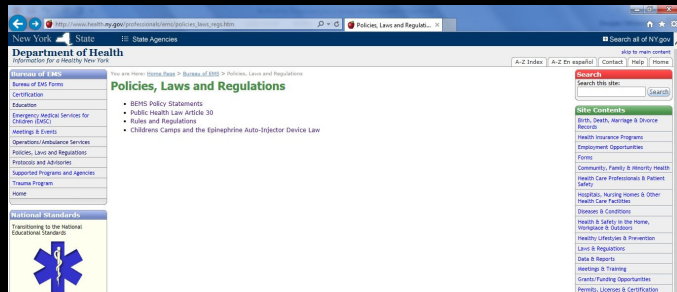 http://www.health.ny.gov/professionals/ems/policies_laws_regs.htm
Policies, Laws and Regulati...
New York State
State Agencies
Search all of NY.gov
skip to main content
Department of Health
Information for a Healthy New York
A-Z Index
A-Z En español
Contact
Help
Home
Bureau of EMS
Bureau of EMS Forms
Certification
Education
Emergency Medical Services for
Children (EMSC)
Meetings & Events
Operations/Ambulance Services
Policies, Laws and Regulations
Protocols and Advisories
Supported Programs and Agencies
Trauma Program
Home
National Standards
Transitioning to the National
Educational Standards
You are Here: Home Page > Bureau of EMS > Policies, Laws and Regulations
Policies, Laws and Regulations
BEMS Policy Statements
Public Health Law Article 30
Rules and Regulations
Childrens Camps and the Epinephrine Auto-Injector Device Law
Search
Search this site:
Search
Site Contents
Birth, Death, Marriage & Divorce
Records
Health Insurance Programs
Employment Opportunities
Forms
Community, Family & Minority Health
Health Care Professionals & Patient
Safety
Hospitals, Nursing Homes & Other
Health Care Facilities
Diseases & Conditions
Health & Safety in the Home,
Workplace & Outdoors
Healthy Lifestyles & Prevention
Laws & Regulations
Data & Reports
Meetings & Training
Grants/Funding Opportunities
Permits, Licenses & Certification